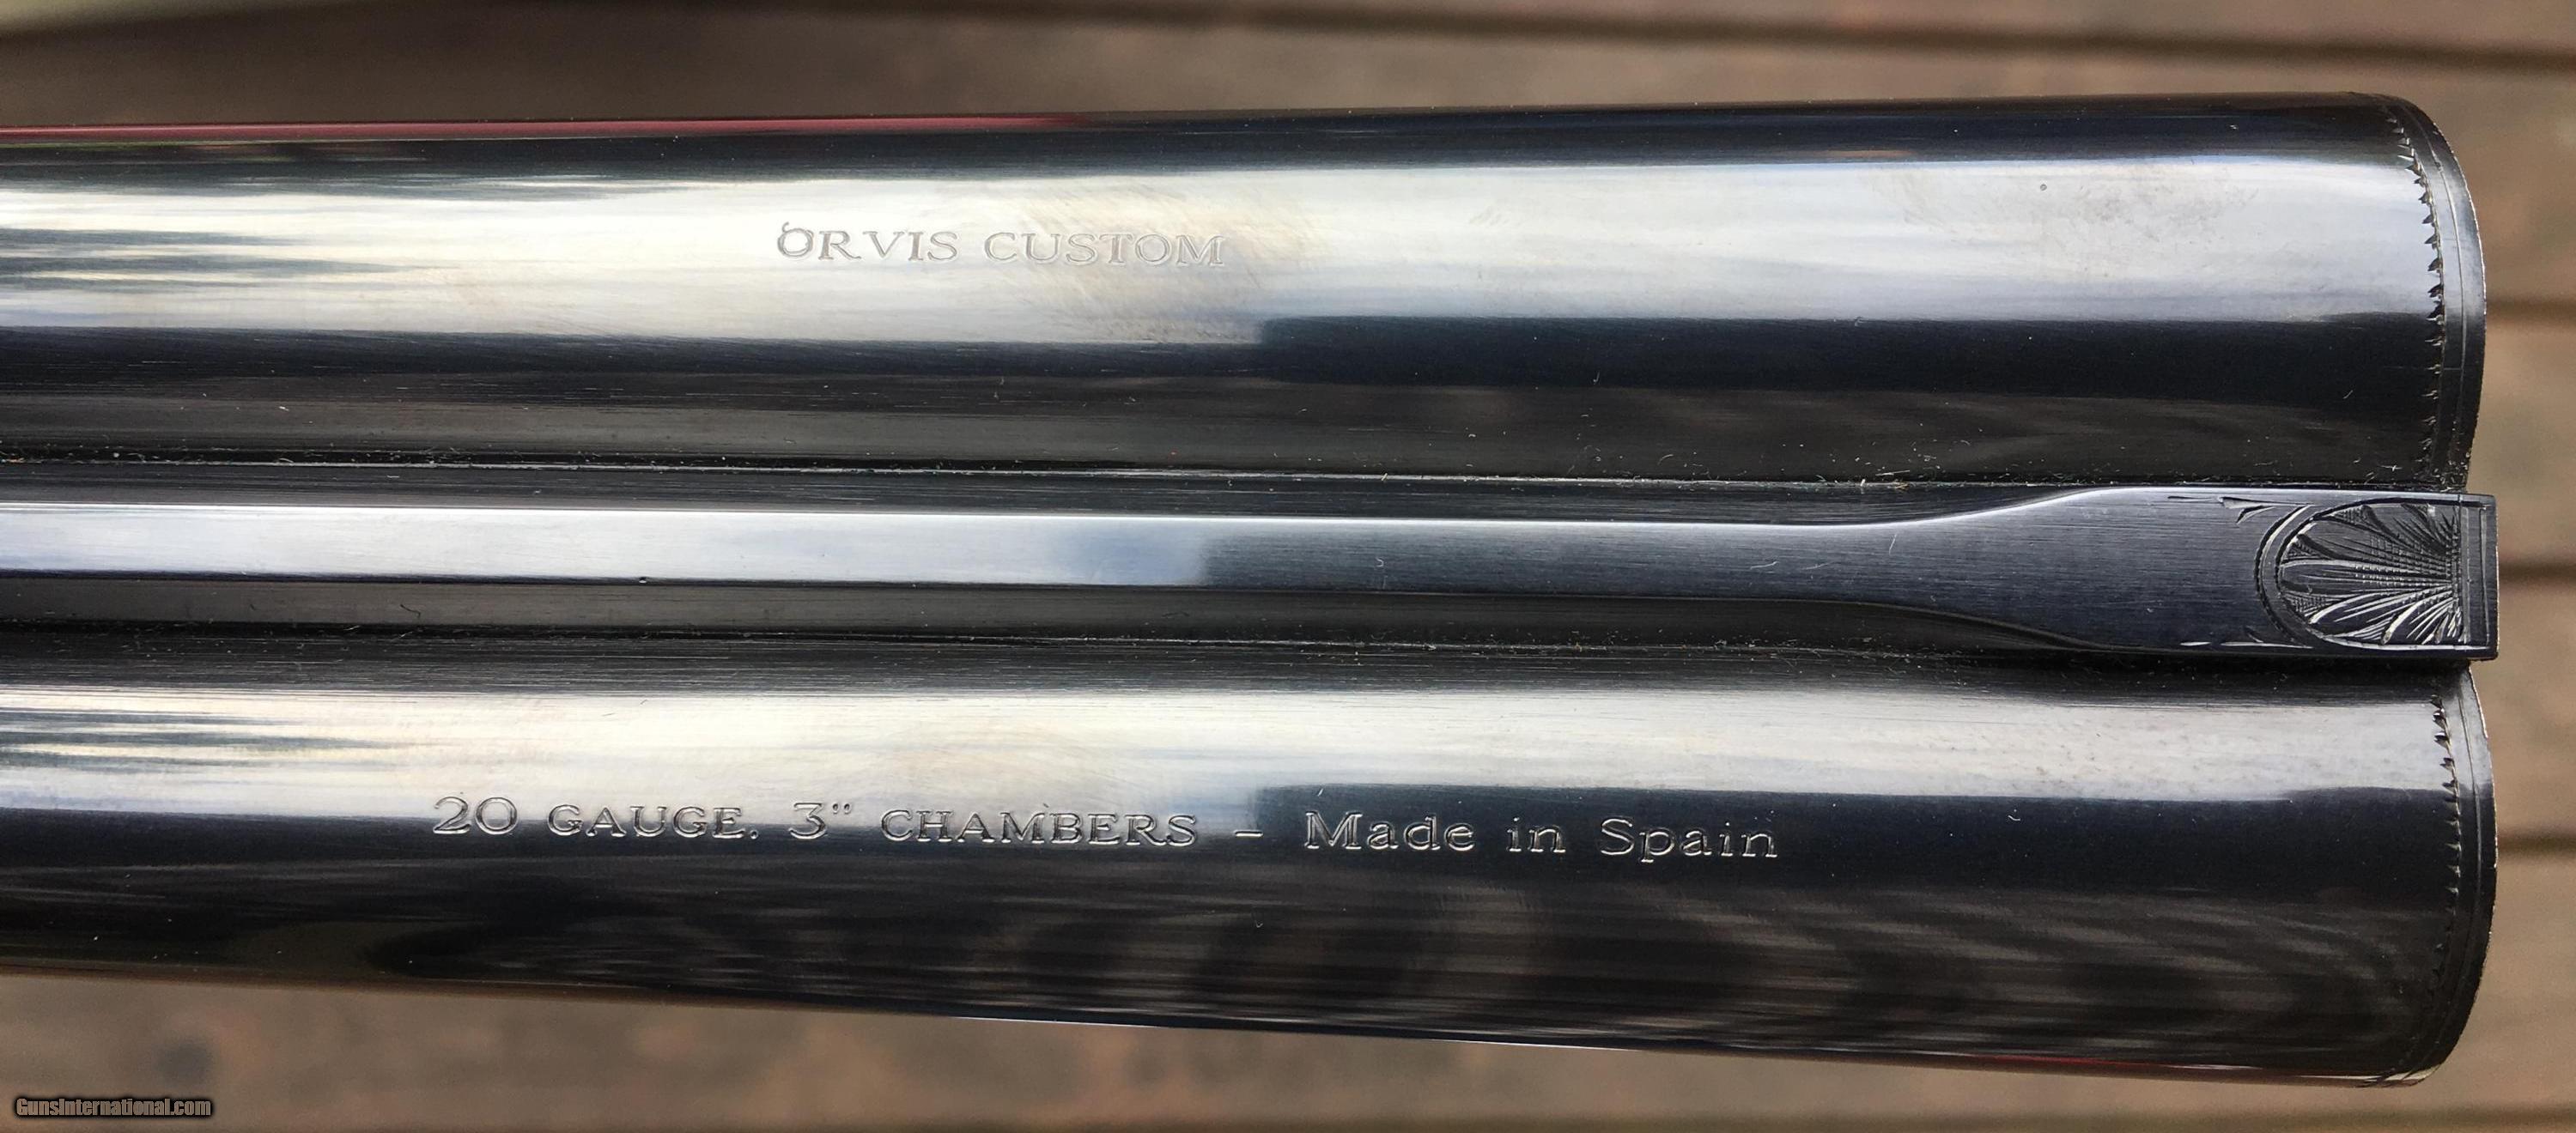 ORVIS CUSTOM
20 GAUGE. 3" CHAMBERS - Made in Spain
GunsInternational.com